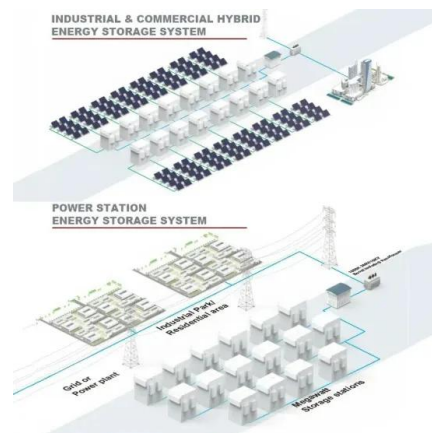 INDUSTRIAL & COMMERCIAL HYBRID
ENERGY STORAGE SYSTEM
POWER STATION
ENERGY STORAGE SYSTEM
Industrial Park/
Residential area
Grid or
Power plant
Megawatt
Storage stations